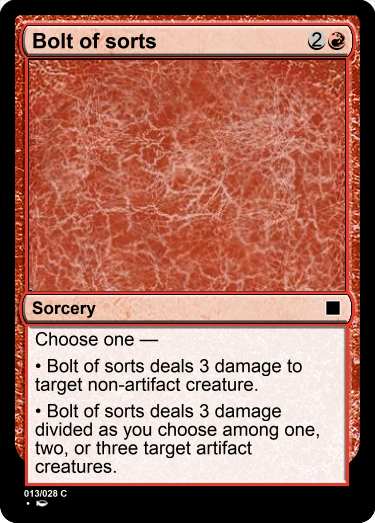 Bolt of sorts
2
Sorcery
Choose one —
• Bolt of sorts deals 3 damage to
target non-artifact creature.
• Bolt of sorts deals 3 damage
divided as you choose among one,
two, or three target artifact
creatures.
013/028 C
•